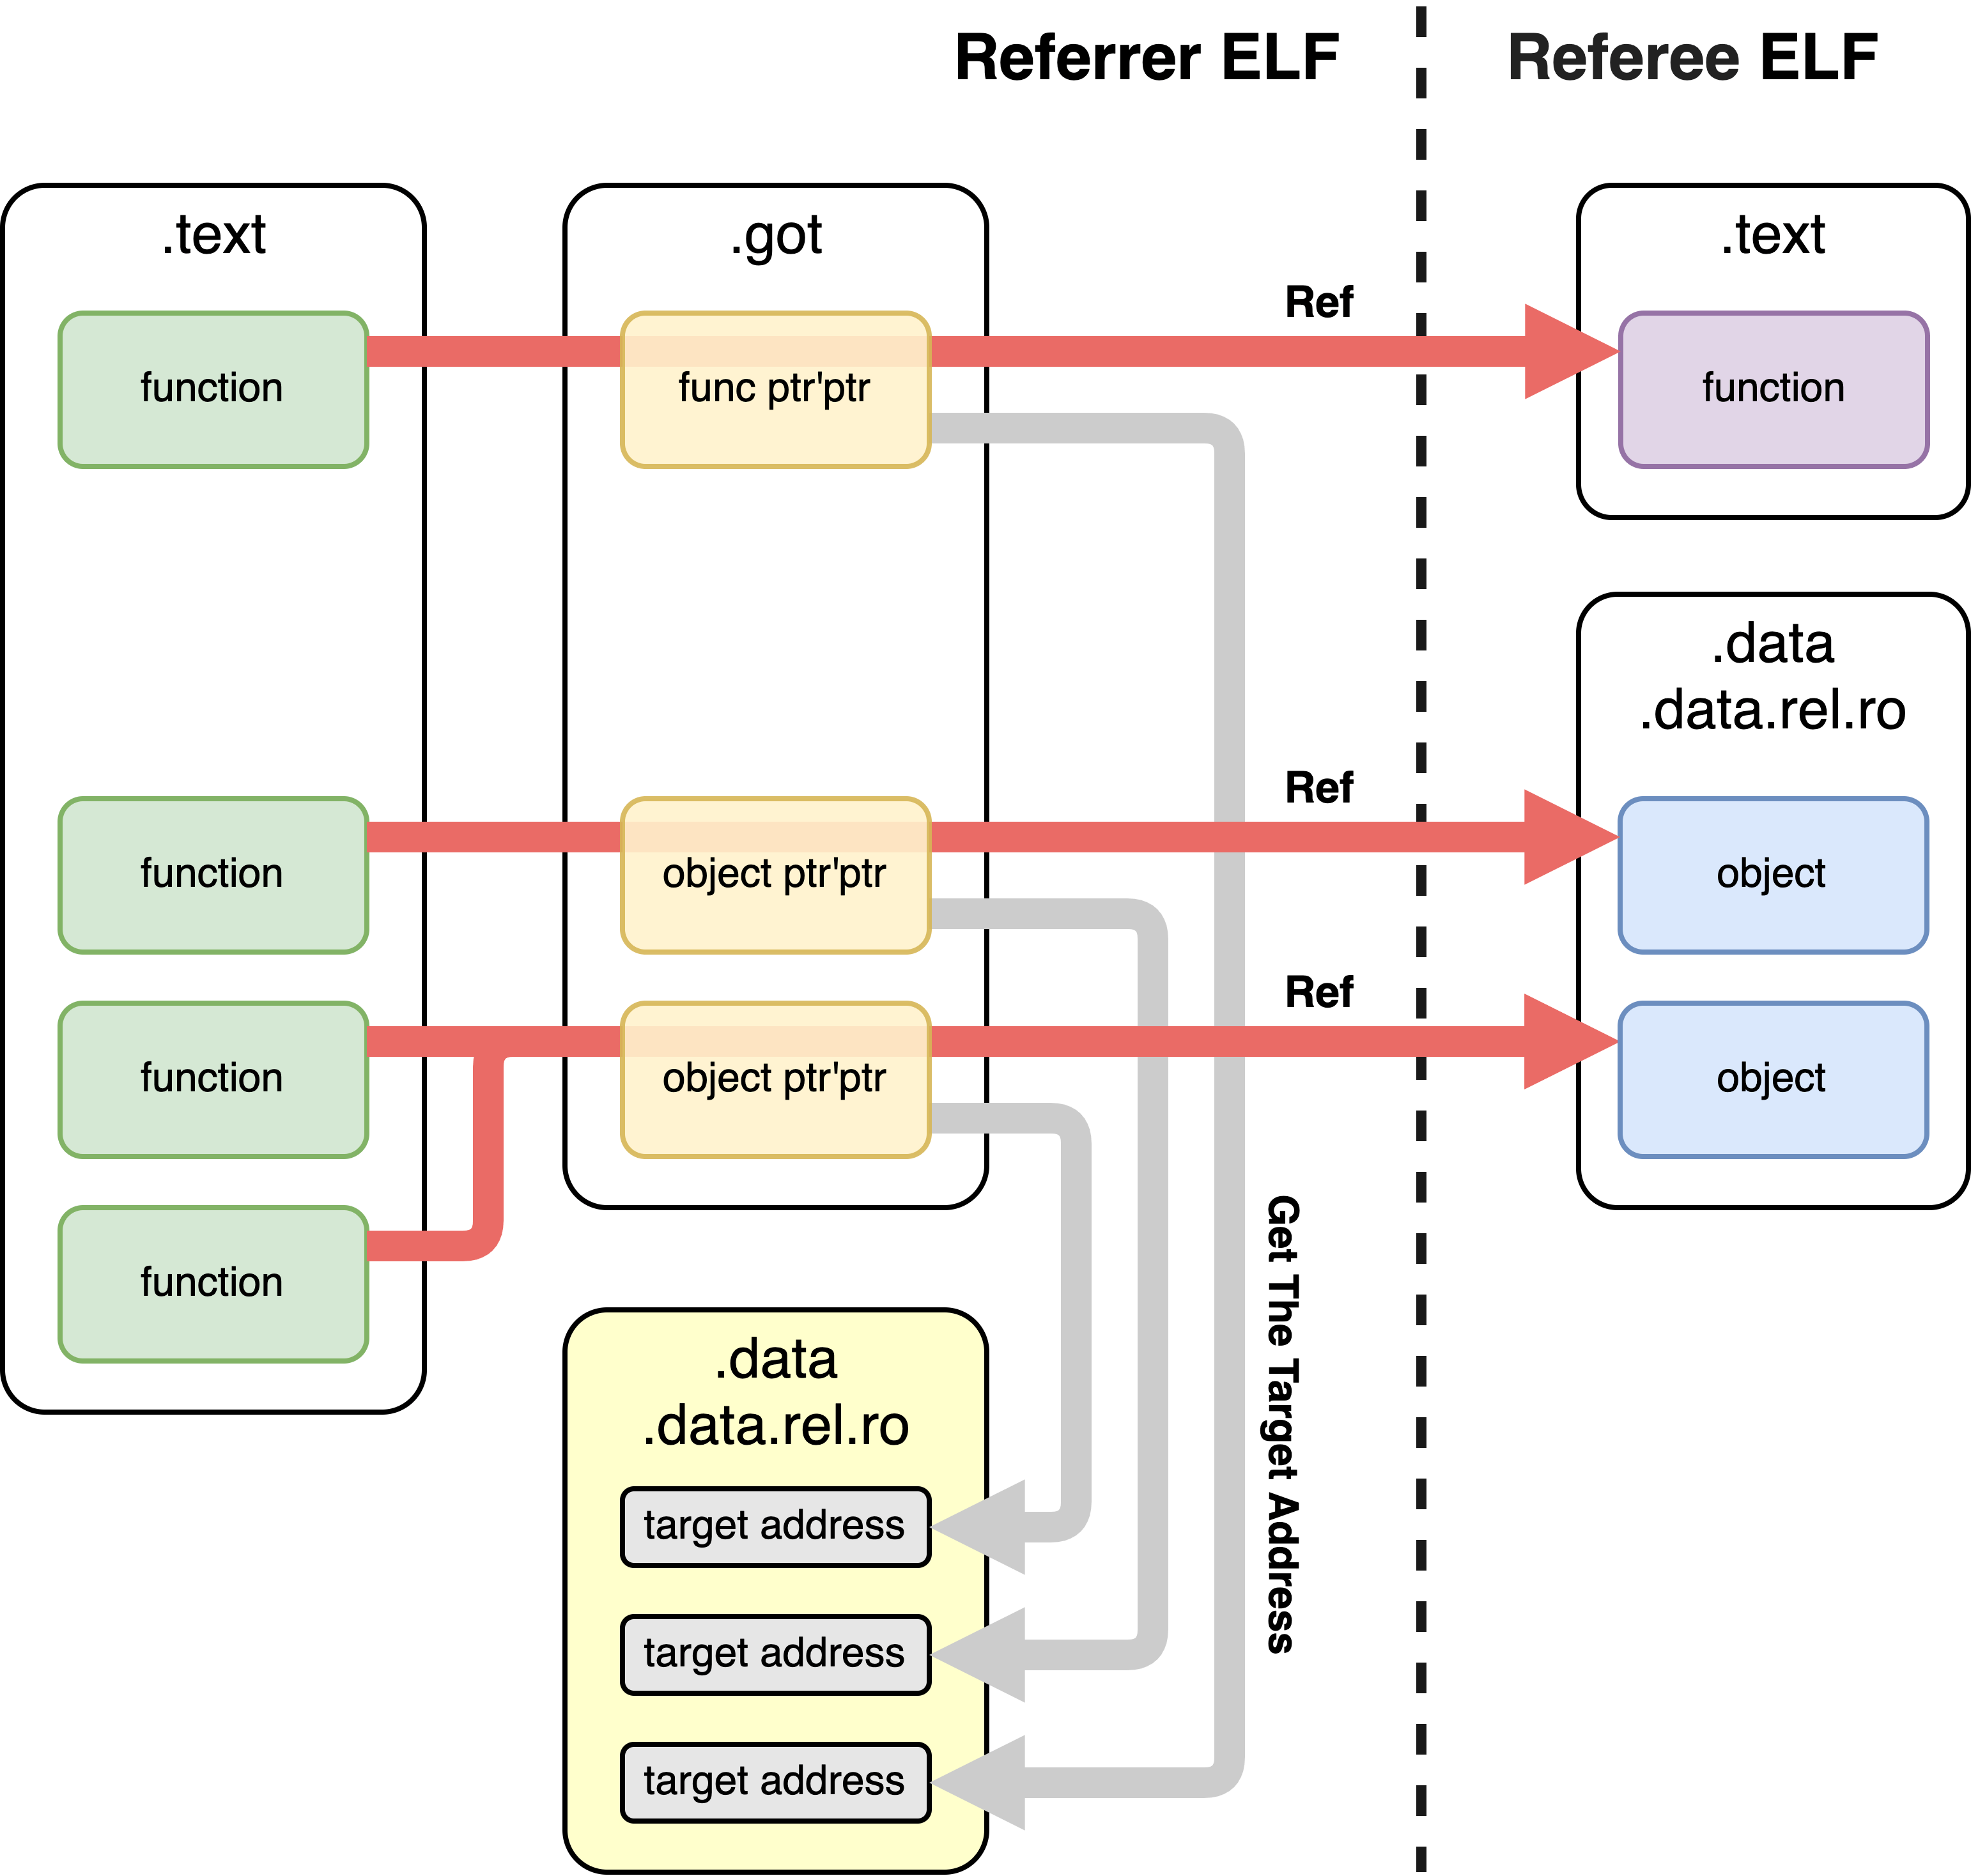 Referrer ELF
Referee ELF
.text
.got
.text
Ref
function
func ptr'ptr
function
.data
.data.rel.ro
Ref
function
object ptr'ptr
object
Ref
function
object ptr'ptr
object
function
Get The Target Address
.data
.data.rel.ro
target address
target address
target address